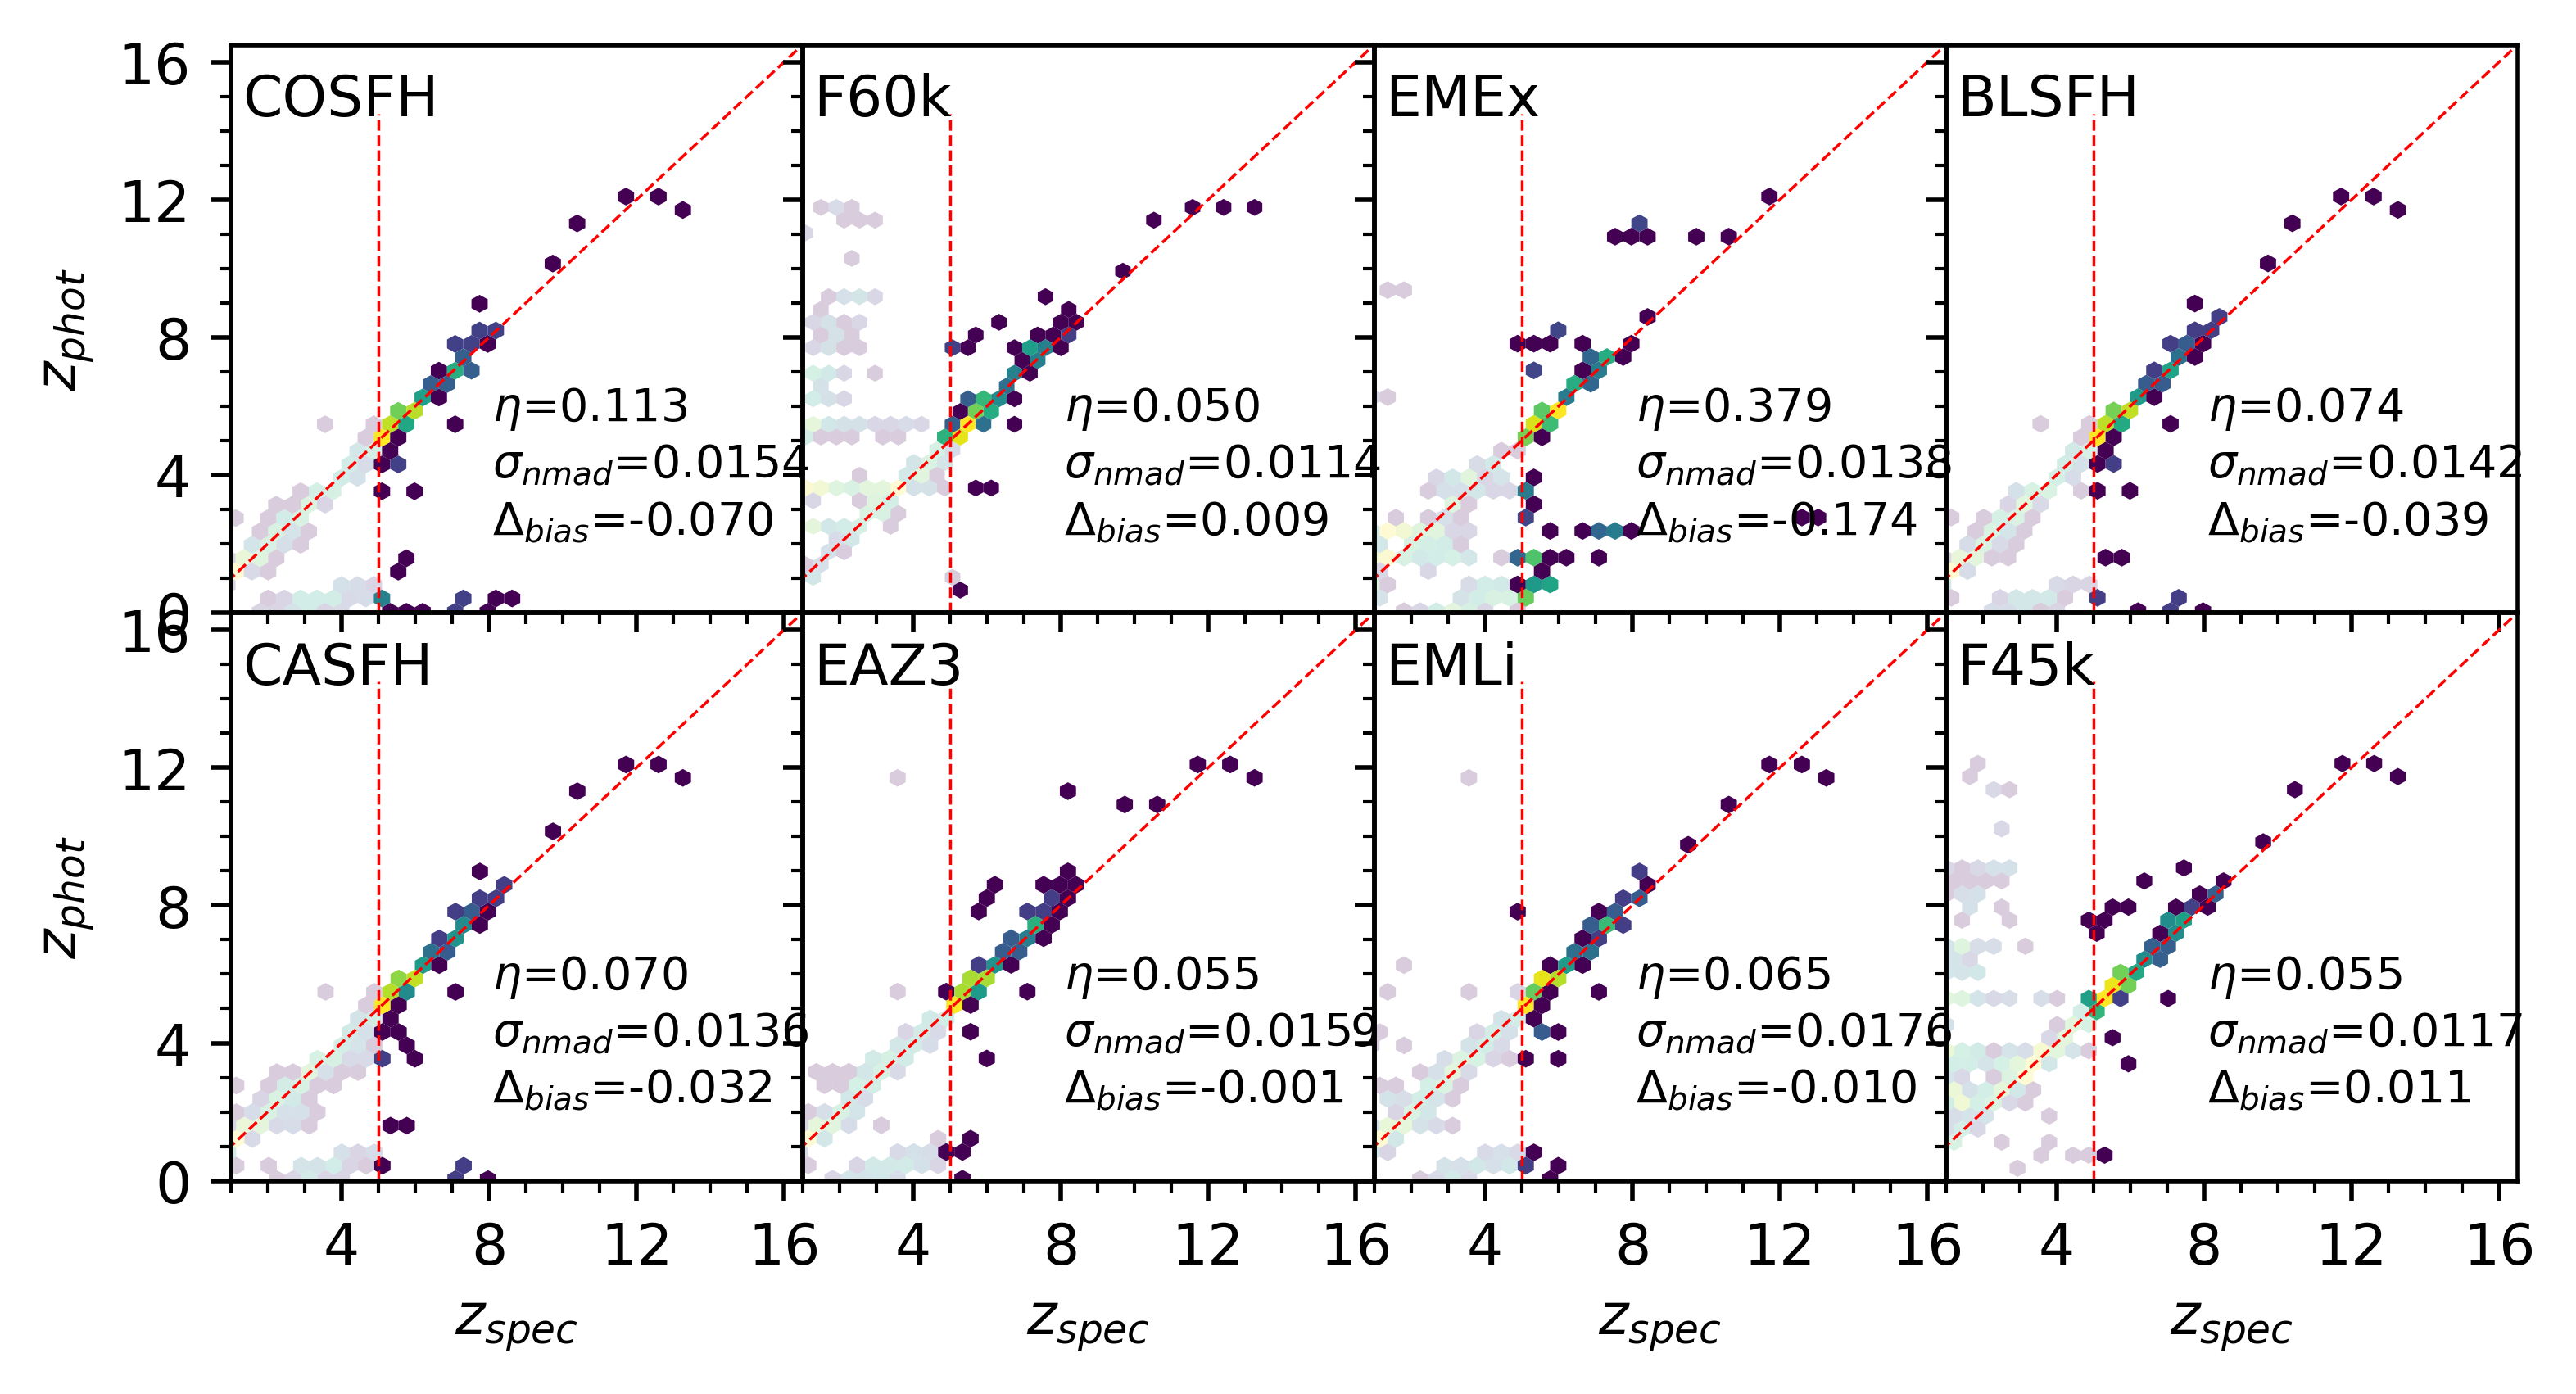 16
COSFH
F60k
EMEx
BLSFH
12
z_phot
8
η=0.113
η=0.050
η=0.379
η=0.074
4
σ_nmad=0.0154
σ_nmad=0.0114
σ_nmad=0.0138
σ_nmad=0.0142
Δ_bias=-0.070
Δ_bias=0.009
Δ_bias=-0.174
Δ_bias=-0.039
0
16
CASFH
EAZ3
EMLi
F45k
12
z_phot
8
η=0.070
η=0.055
η=0.065
η=0.055
4
σ_nmad=0.0136
σ_nmad=0.0159
σ_nmad=0.0176
σ_nmad=0.0117
Δ_bias=-0.032
Δ_bias=-0.001
Δ_bias=-0.010
Δ_bias=0.011
0
4 8 12 16 4 8 12 16 4 8 12 16 4 8 12 16
z_spec
z_spec
z_spec
z_spec